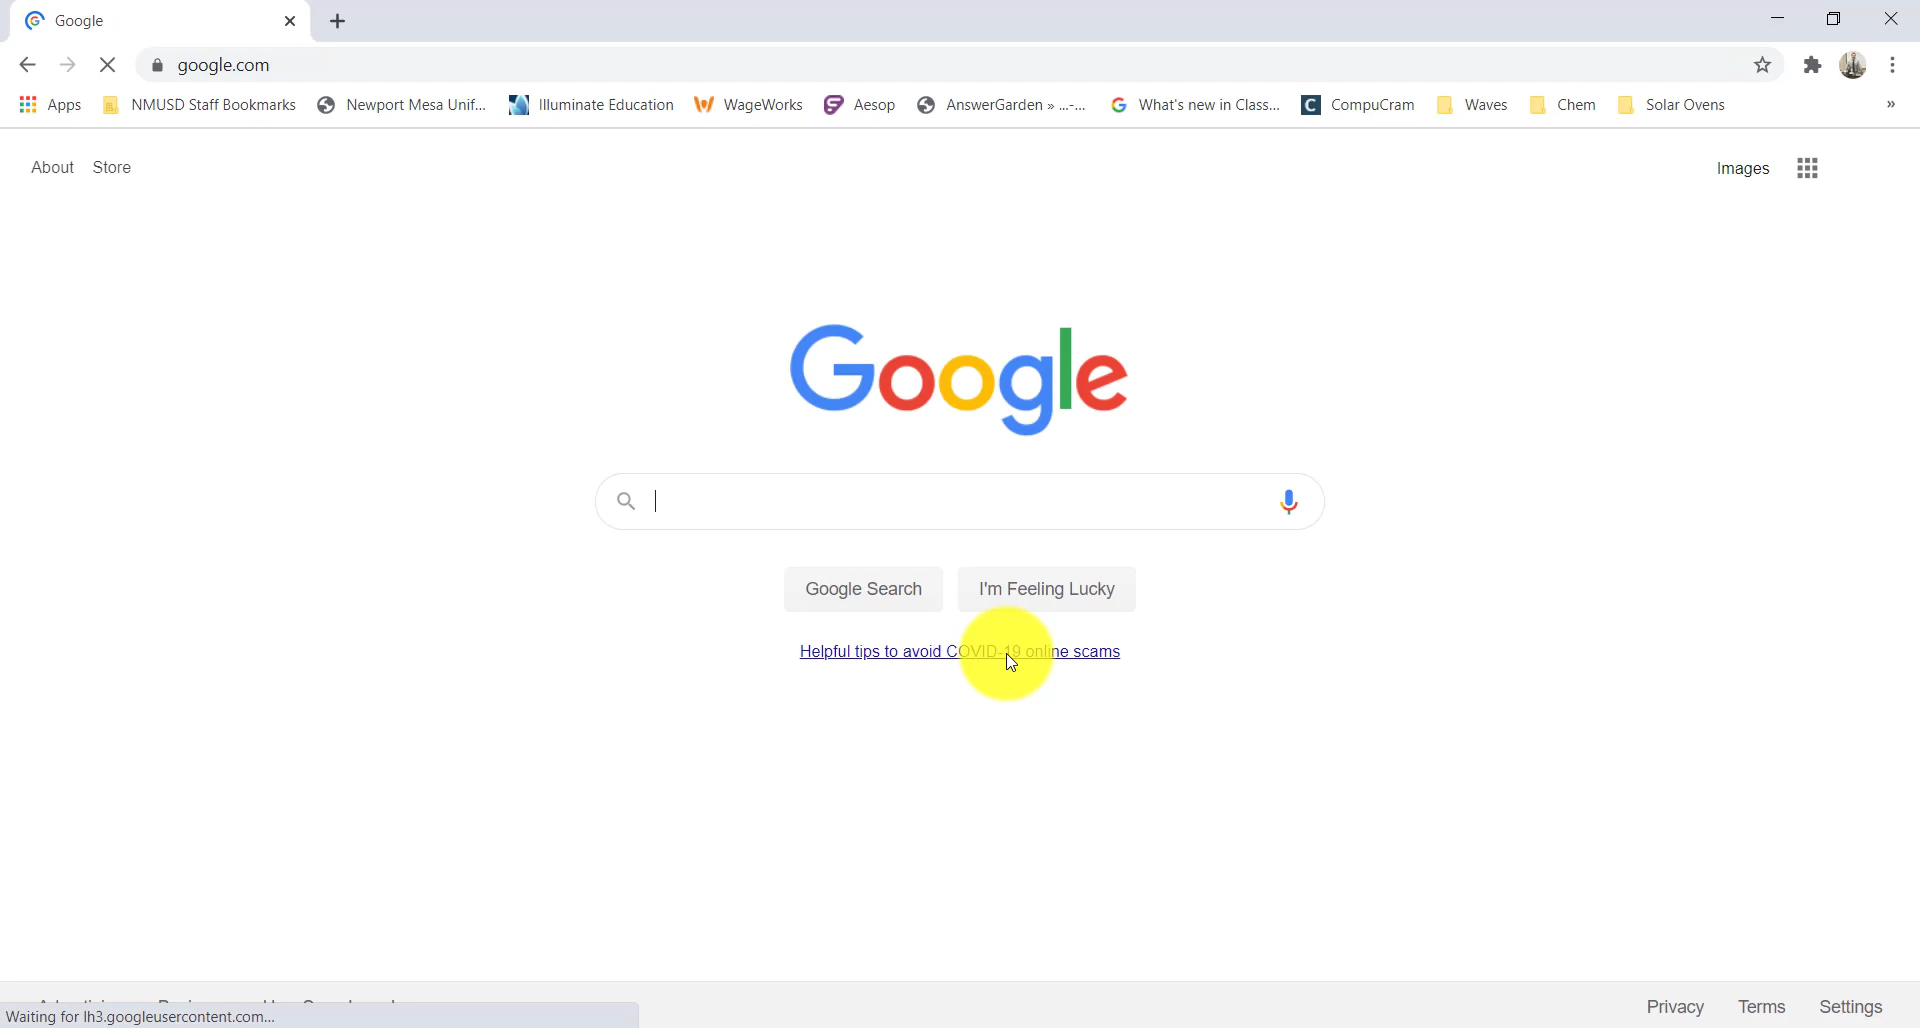 Google
google.com
Apps NMUSD Staff Bookmarks Newport Mesa Unif... Illuminate Education WageWorks Aesop AnswerGarden » ...-... What's new in Class... CompuCram Waves Chem Solar Ovens »
About Store Images
Google
Google Search I'm Feeling Lucky
Helpful tips to avoid COVID-19 online scams
Privacy Terms Settings
Waiting for lh3.googleusercontent.com...